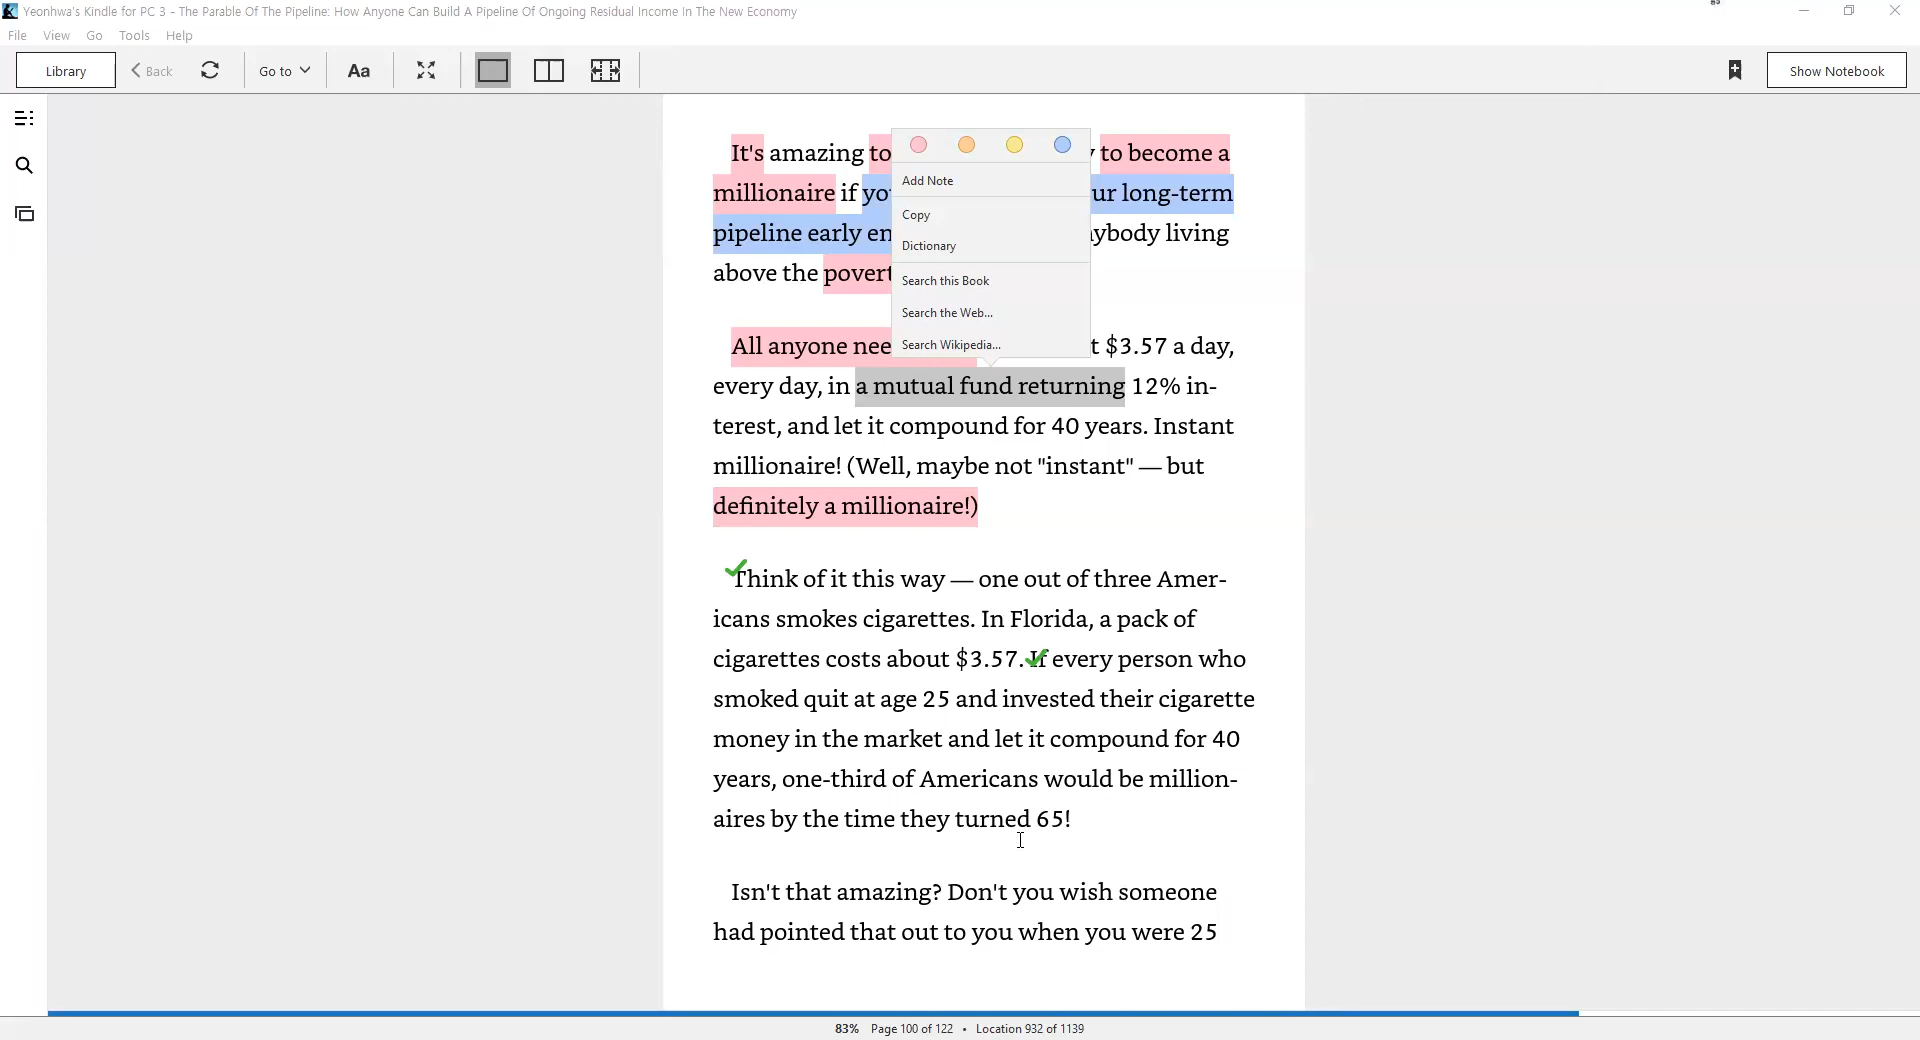 Yeonhwa's Kindle for PC 3 - The Parable Of The Pipeline: How Anyone Can Build A Pipeline Of Ongoing Residual Income In The New Economy
File View Go Tools Help
Library Back Go to Aa Show Notebook
It's amazing to to become a
millionaire if ur long-term
pipeline early ybody living
above the
All anyone $3.57 a day,
every day, in a mutual fund returning 12% in-
terest, and let it compound for 40 years. Instant
millionaire! (Well, maybe not "instant" — but
definitely a millionaire!)
Think of it this way — one out of three Amer-
icans smokes cigarettes. In Florida, a pack of
cigarettes costs about $3.57. If every person who
smoked quit at age 25 and invested their cigarette
money in the market and let it compound for 40
years, one-third of Americans would be million-
aires by the time they turned 65!
Isn't that amazing? Don't you wish someone
had pointed that out to you when you were 25
Add Note
Copy
Dictionary
Search this Book
Search the Web...
Search Wikipedia...
83% Page 100 of 122 • Location 932 of 1139